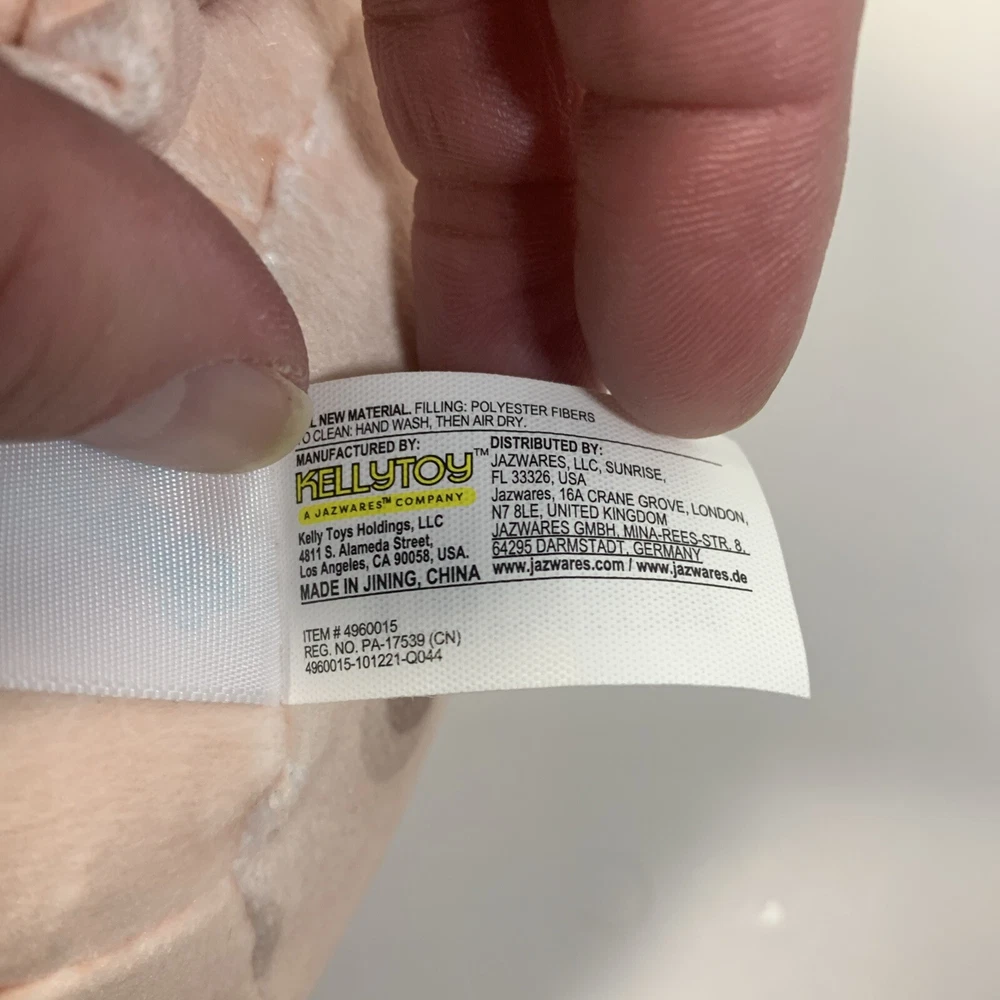 L NEW MATERIAL. FILLING: POLYESTER FIBERS
O CLEAN: HAND WASH, THEN AIR DRY.
MANUFACTURED BY:
KELLYTOY™
A JAZWARES™ COMPANY
Kelly Toys Holdings, LLC
4811 S. Alameda Street,
Los Angeles, CA 90058, USA.
MADE IN JINING, CHINA
DISTRIBUTED BY:
JAZWARES, LLC, SUNRISE,
FL 33326, USA
Jazwares, 16A CRANE GROVE, LONDON,
N7 8LE, UNITED KINGDOM
JAZWARES GMBH, MINA-REES-STR. 8,
64295 DARMSTADT, GERMANY
www.jazwares.com / www.jazwares.de
ITEM # 4960015
REG. NO. PA-17539 (CN)
4960015-101221-Q044